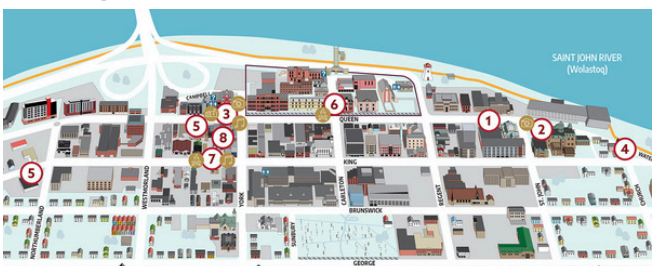 SAINT JOHN RIVER
(Wolastoq)
CAMPBELL
3
6
5
QUEEN
1
2
8
4
7
KING
5
NORTHUMBERLAND
WESTMORLAND
YORK
CARLETON
REGENT
ST. JOHN
CHURCH
BRUNSWICK
SUNBURY
GEORGE